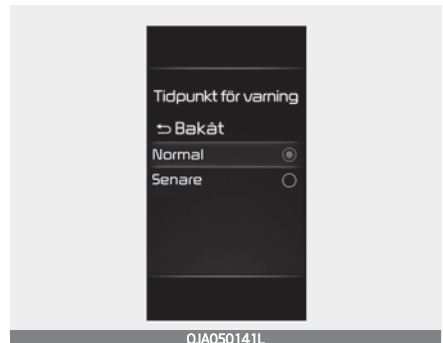 Tidpunkt för varning
⮌ Bakåt
Normal
Senare
OJA050141L